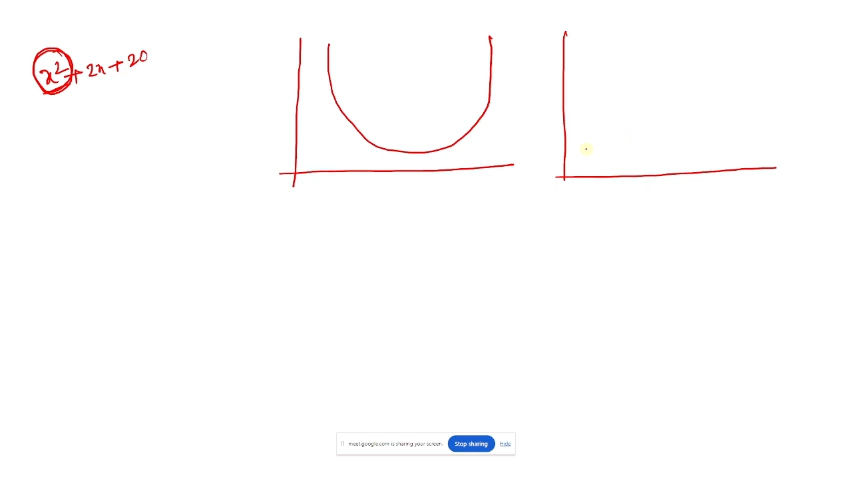 x² + 2x + 20
meet.google.com is sharing your screen.
Stop sharing
Hide